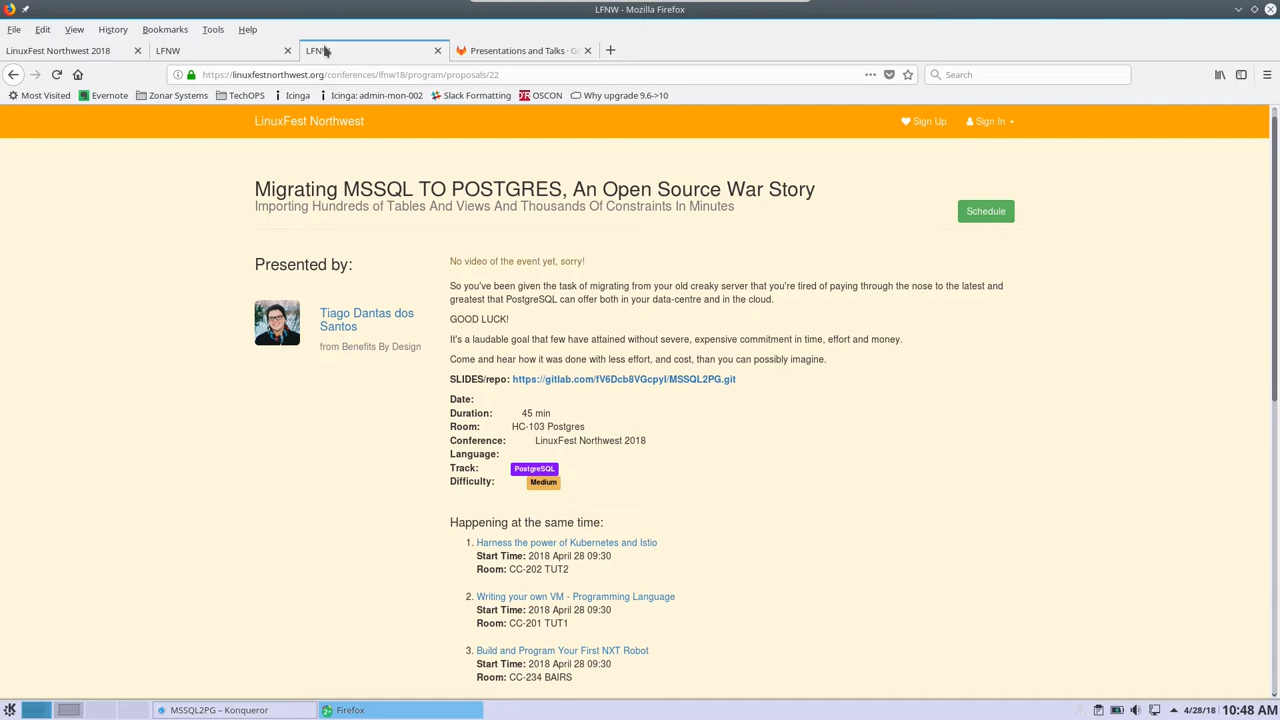 LFNW - Mozilla Firefox
File Edit View History Bookmarks Tools Help
LinuxFest Northwest 2018 LFNW LFN Presentations and Talks · G
https://linuxfestnorthwest.org/conferences/lfnw18/program/proposals/22 Search
Most Visited Evernote Zonar Systems TechOPS Icinga Icinga: admin-mon-002 Slack Formatting OSCON Why upgrade 9.6->10
LinuxFest Northwest Sign Up Sign In
Migrating MSSQL TO POSTGRES, An Open Source War Story
Importing Hundreds of Tables And Views And Thousands Of Constraints In Minutes
Schedule
Presented by:
Tiago Dantas dos
Santos
from Benefits By Design
No video of the event yet, sorry!
So you've been given the task of migrating from your old creaky server that you're tired of paying through the nose to the latest and
greatest that PostgreSQL can offer both in your data-centre and in the cloud.
GOOD LUCK!
It's a laudable goal that few have attained without severe, expensive commitment in time, effort and money.
Come and hear how it was done with less effort, and cost, than you can possibly imagine.
SLIDES/repo: https://gitlab.com/fV6Dcb8VGcpyI/MSSQL2PG.git
Date:
Duration: 45 min
Room: HC-103 Postgres
Conference: LinuxFest Northwest 2018
Language:
Track: PostgreSQL
Difficulty: Medium
Happening at the same time:
1. Harness the power of Kubernetes and Istio
Start Time: 2018 April 28 09:30
Room: CC-202 TUT2
2. Writing your own VM - Programming Language
Start Time: 2018 April 28 09:30
Room: CC-201 TUT1
3. Build and Program Your First NXT Robot
Start Time: 2018 April 28 09:30
Room: CC-234 BAIRS
MSSQL2PG – Konqueror Firefox 4/28/18 10:48 AM